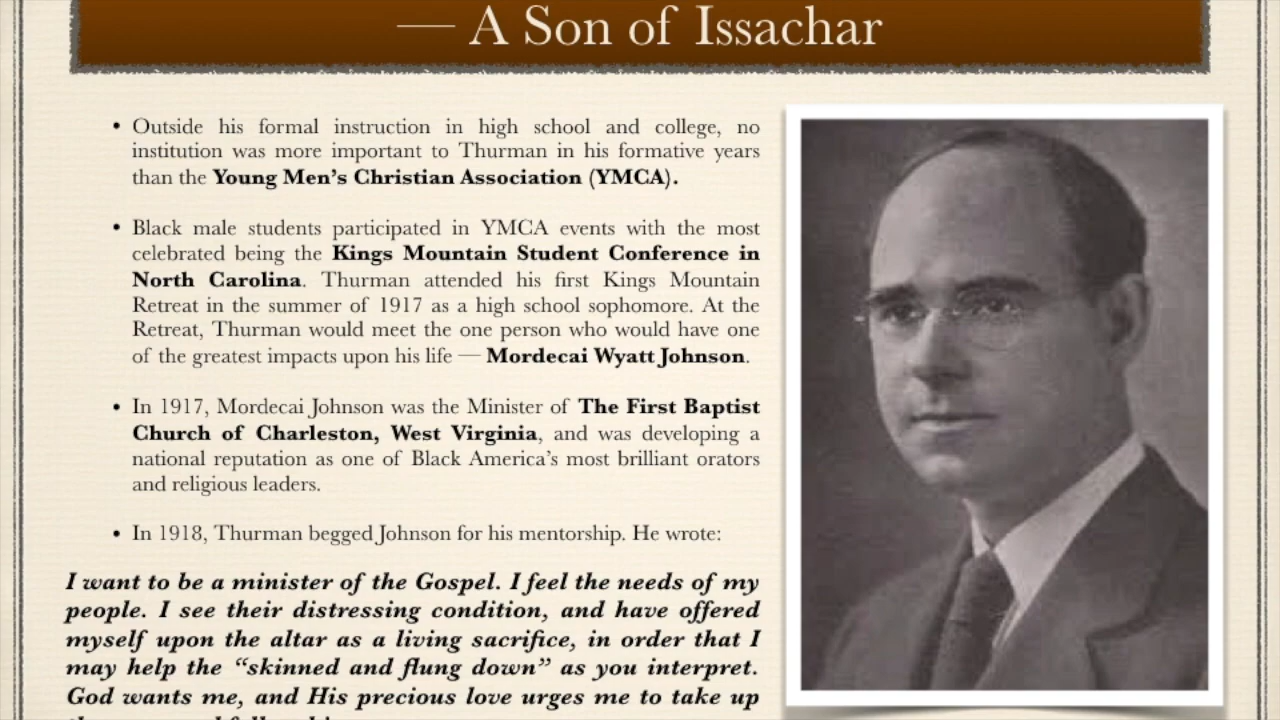 — A Son of Issachar
• Outside his formal instruction in high school and college, no
institution was more important to Thurman in his formative years
than the Young Men’s Christian Association (YMCA).
• Black male students participated in YMCA events with the most
celebrated being the Kings Mountain Student Conference in
North Carolina. Thurman attended his first Kings Mountain
Retreat in the summer of 1917 as a high school sophomore. At the
Retreat, Thurman would meet the one person who would have one
of the greatest impacts upon his life — Mordecai Wyatt Johnson.
• In 1917, Mordecai Johnson was the Minister of The First Baptist
Church of Charleston, West Virginia, and was developing a
national reputation as one of Black America’s most brilliant orators
and religious leaders.
• In 1918, Thurman begged Johnson for his mentorship. He wrote:
I want to be a minister of the Gospel. I feel the needs of my
people. I see their distressing condition, and have offered
myself upon the altar as a living sacrifice, in order that I
may help the “skinned and flung down” as you interpret.
God wants me, and His precious love urges me to take up